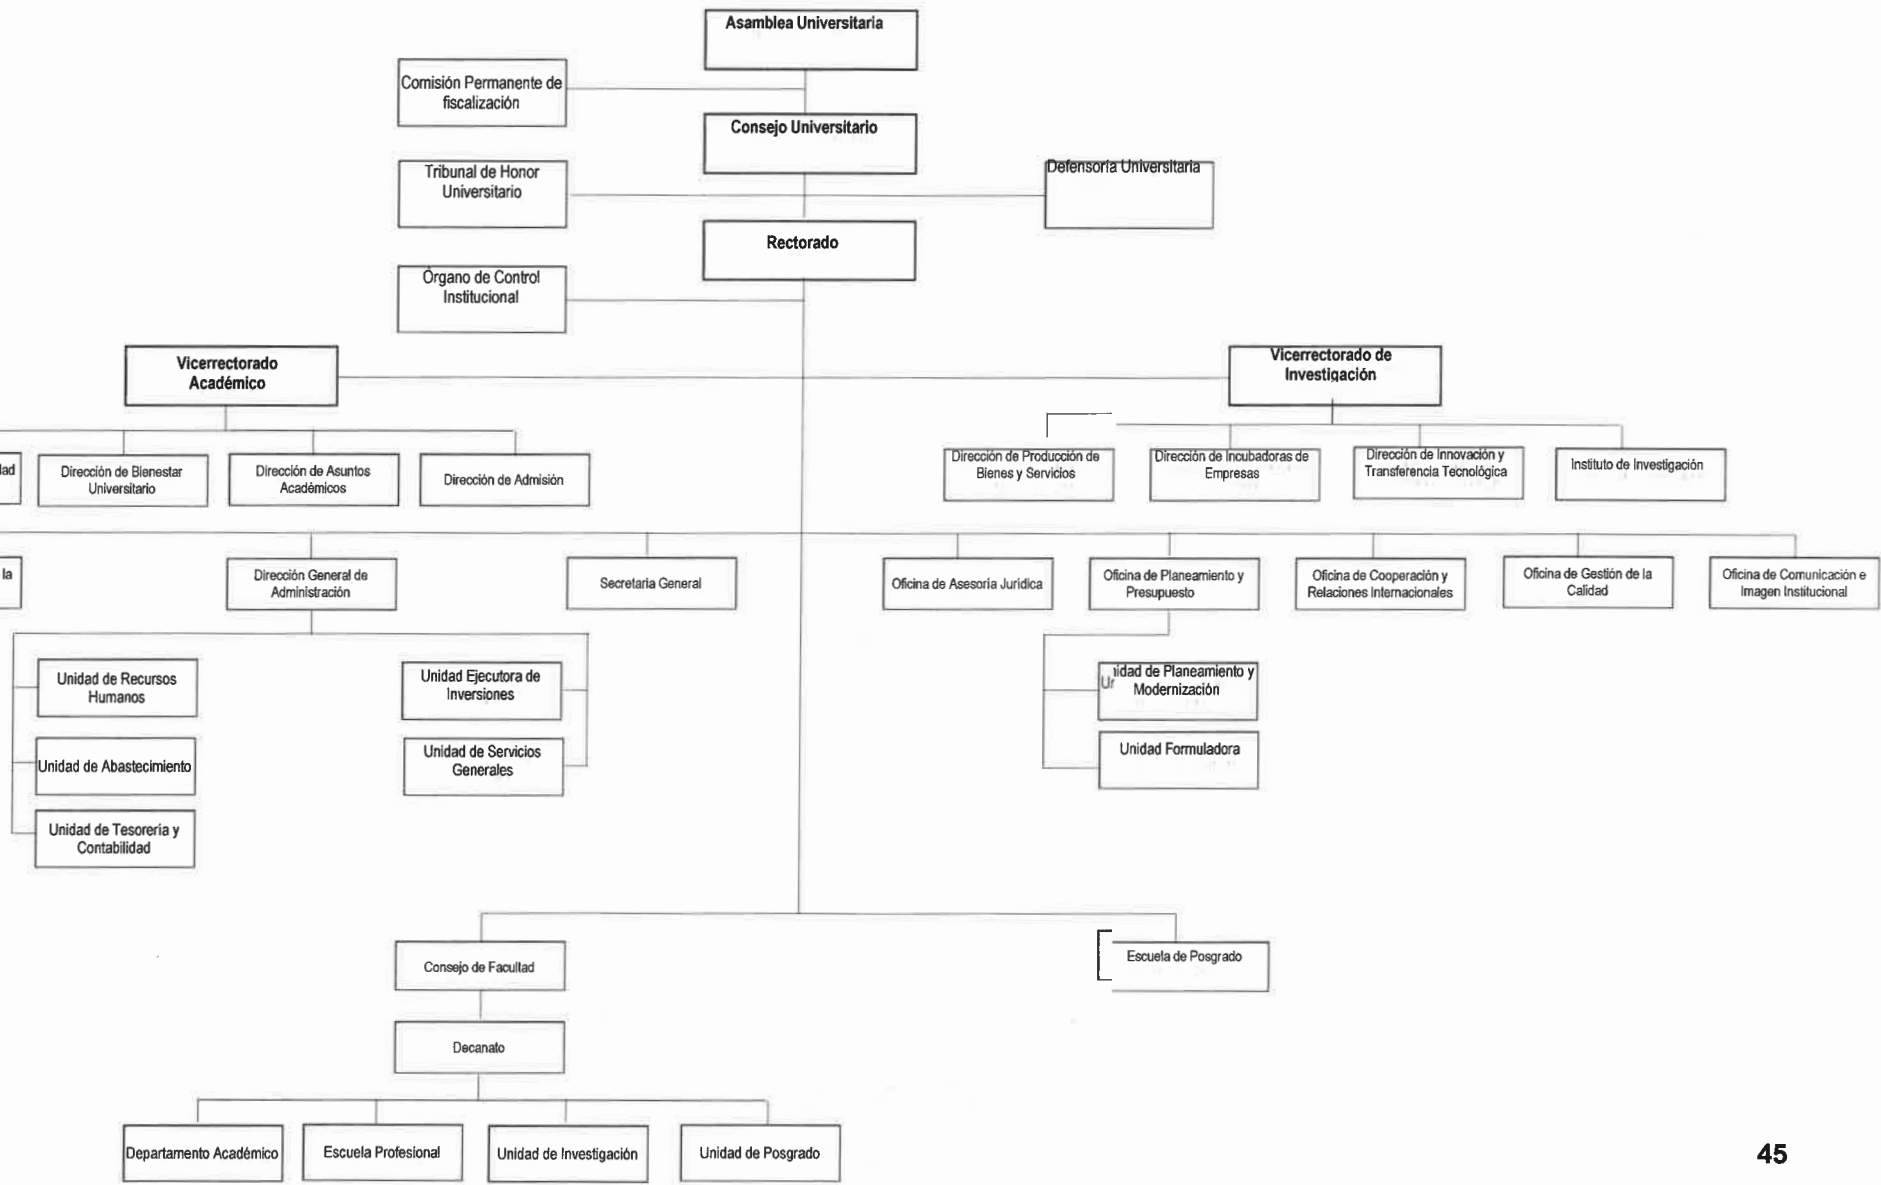 Asamblea Universitaria
Comisión Permanente de
fiscalización
Consejo Universitario
Tribunal de Honor
Universitario
Defensoría Universitaria
Rectorado
Órgano de Control
Institucional
Vicerrectorado
Académico
Vicerrectorado de
Investigación
Dirección de Bienestar
Universitario
Dirección de Asuntos
Académicos
Dirección de Admisión
Dirección de Producción de
Bienes y Servicios
Dirección de Incubadoras de
Empresas
Dirección de Innovación y
Transferencia Tecnológica
Instituto de Investigación
la
Dirección General de
Administración
Secretaria General
Oficina de Asesoría Jurídica
Oficina de Planeamiento y
Presupuesto
Oficina de Cooperación y
Relaciones Internacionales
Oficina de Gestión de la
Calidad
Oficina de Comunicación e
Imagen Institucional
Unidad de Recursos
Humanos
Unidad Ejecutora de
Inversiones
Unidad de Planeamiento y
Modernización
Unidad de Abastecimiento
Unidad de Servicios
Generales
Unidad Formuladora
Unidad de Tesorería y
Contabilidad
Consejo de Facultad
Escuela de Posgrado
Decanato
Departamento Académico
Escuela Profesional
Unidad de Investigación
Unidad de Posgrado
45